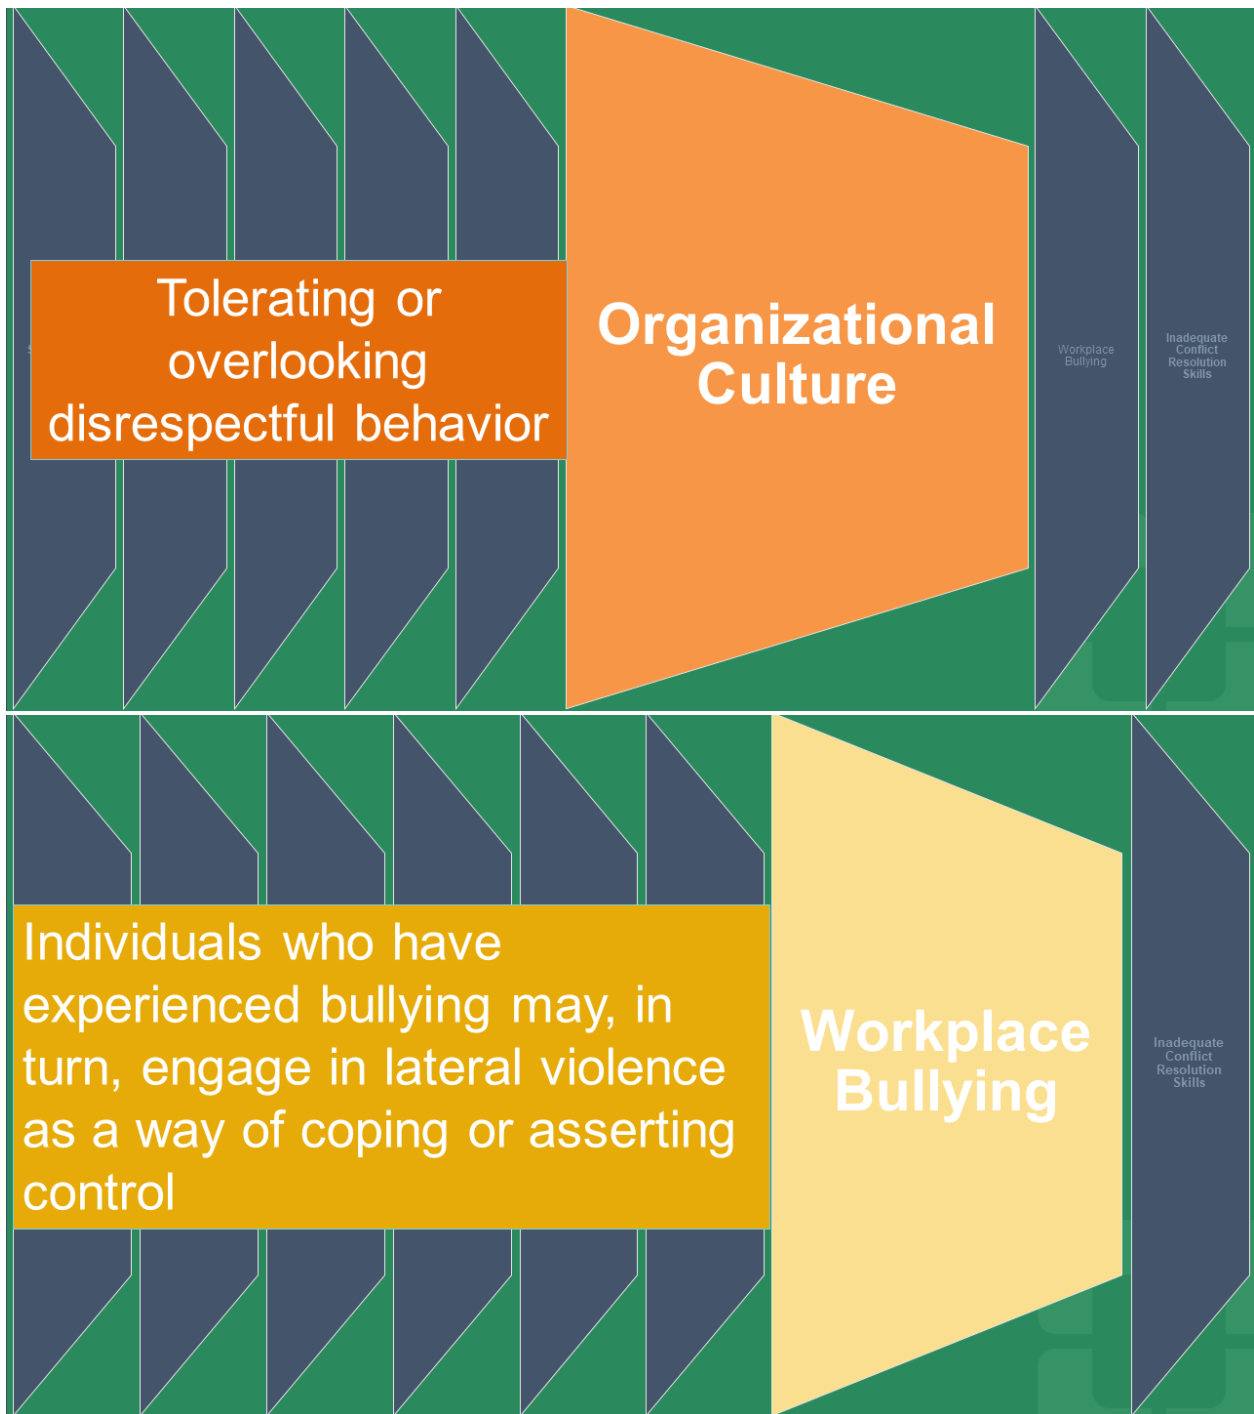 Tolerating or
overlooking
disrespectful behavior
Organizational
Culture
Workplace
Bullying
Inadequate
Conflict
Resolution
Skills
Individuals who have
experienced bullying may, in
turn, engage in lateral violence
as a way of coping or asserting
control
Workplace
Bullying
Inadequate
Conflict
Resolution
Skills